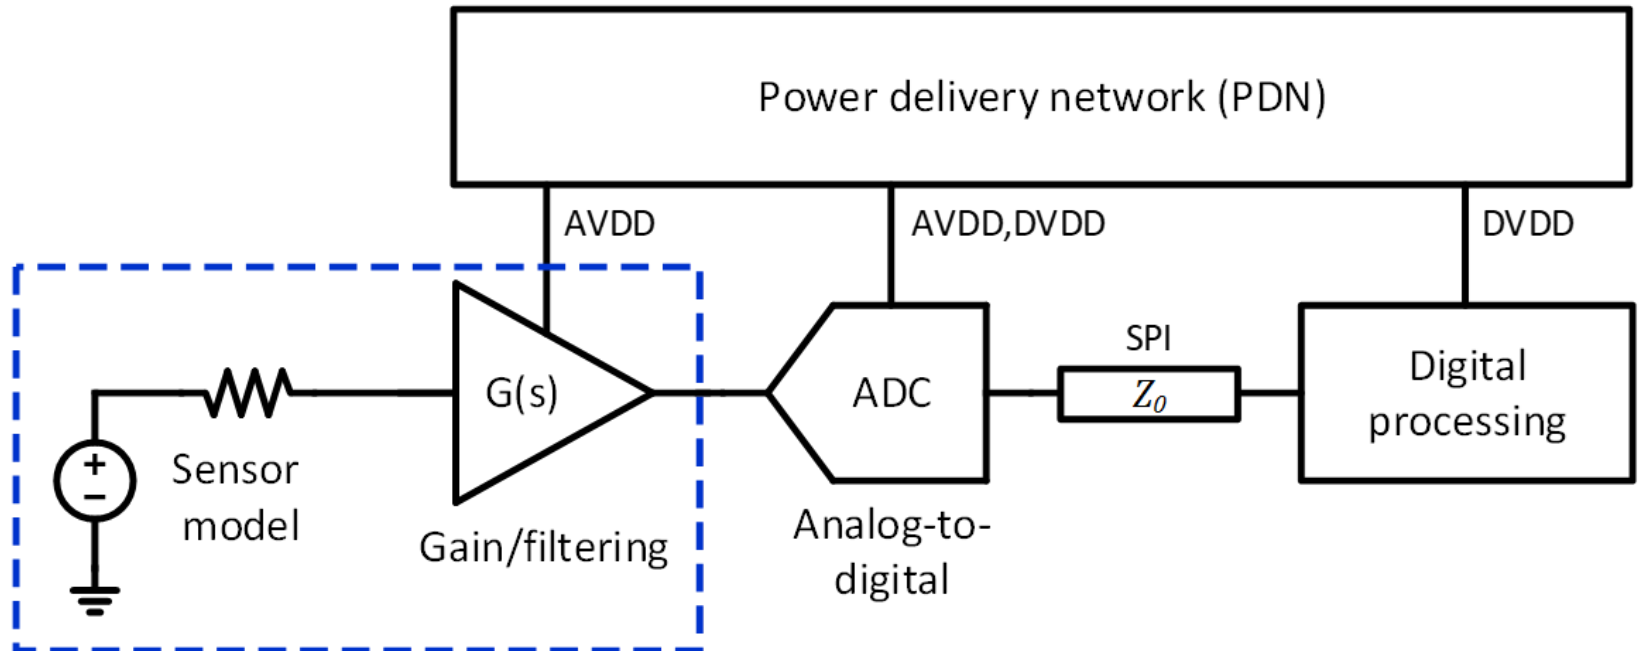 Power delivery network (PDN)
AVDD
AVDD,DVDD
DVDD
G(s)
ADC
SPI
Z0
Digital
processing
+
−
Sensor
model
Gain/filtering
Analog-to-
digital